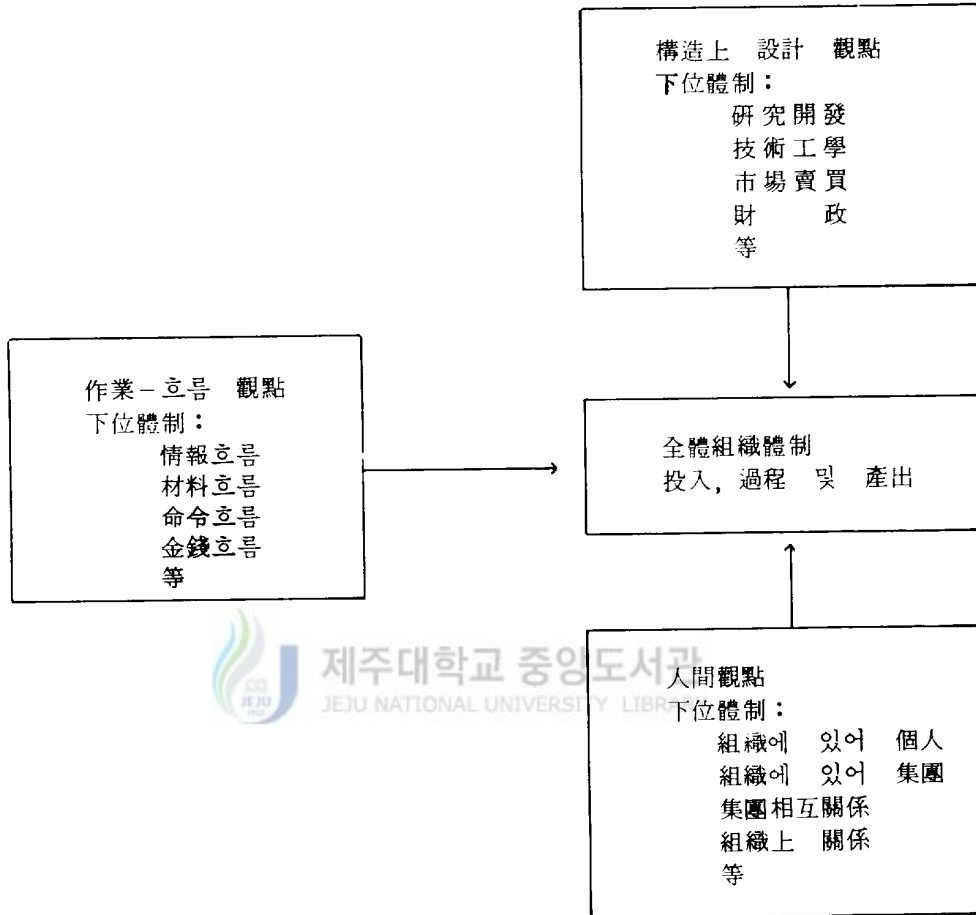 構造上 設計 觀點
下位體制：
硏究開發
技術工學
市場賣買
財 政
等
作業－흐름 觀點
下位體制：
情報흐름
材料흐름
命令흐름
金錢흐름
等
全體組織體制
投入, 過程 및 產出
제주대학교 중앙도서관
JEJU NATIONAL UNIVERSITY LIBRARY
JEJU
1952
人間觀點
下位體制：
組織에 있어 個人
組織에 있어 集團
集團相互關係
組織上 關係
等